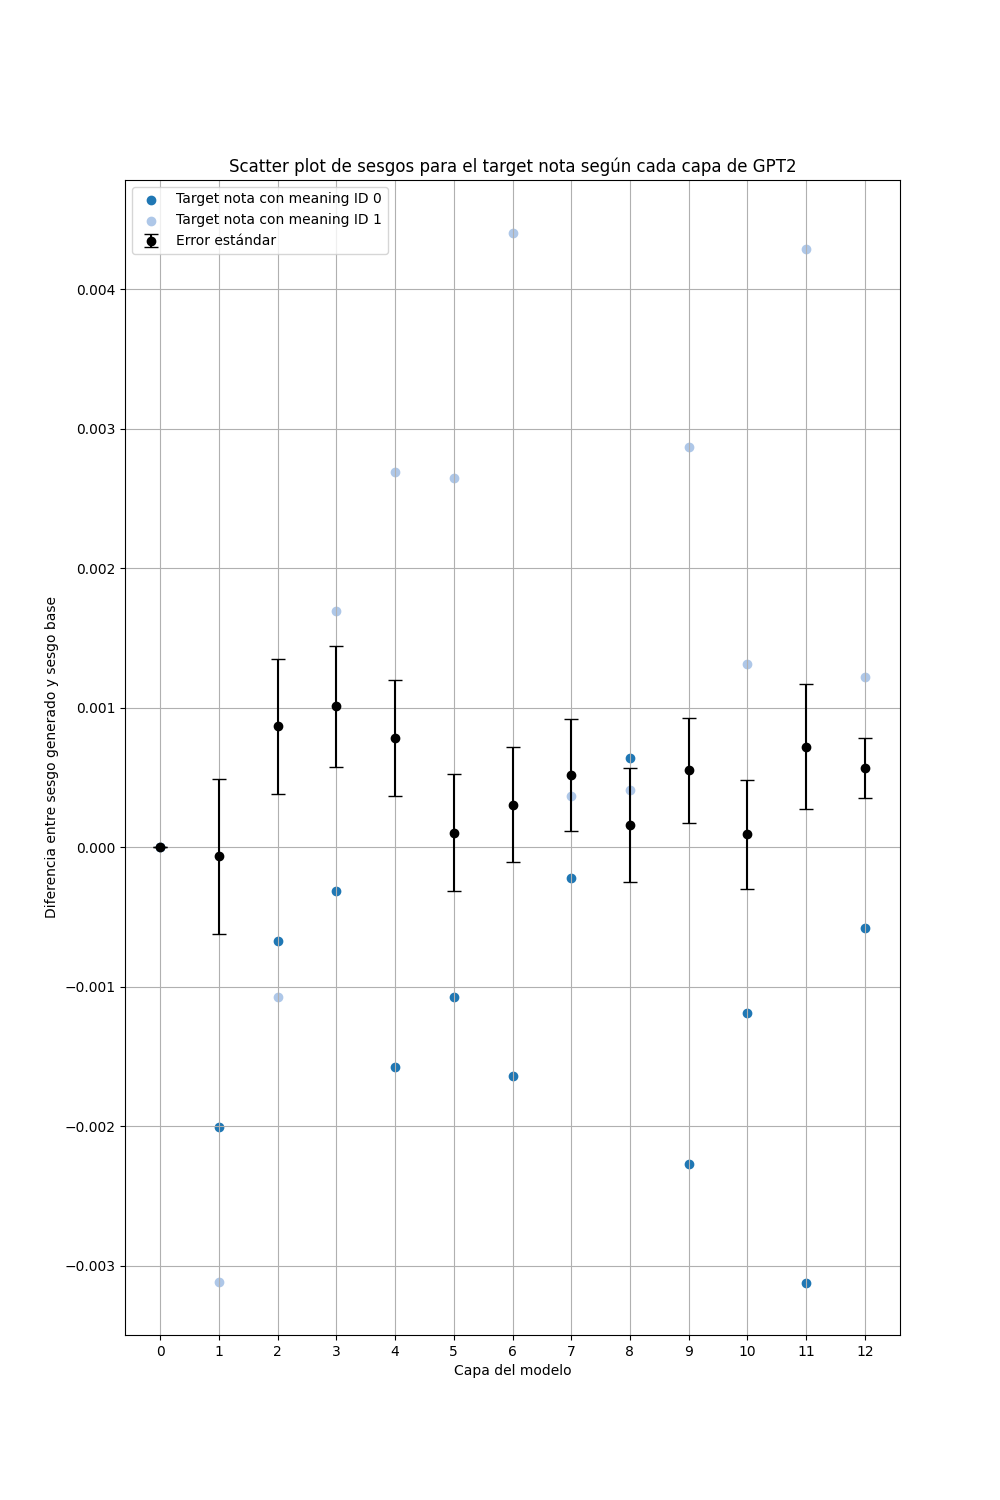 Scatter plot de sesgos para el target nota según cada capa de GPT2
Target nota con meaning ID 0
Target nota con meaning ID 1
Error estándar
0.004
0.003
0.002
0.001
0.000
−0.001
−0.002
−0.003
Diferencia entre sesgo generado y sesgo base
0 1 2 3 4 5 6 7 8 9 10 11 12
Capa del modelo